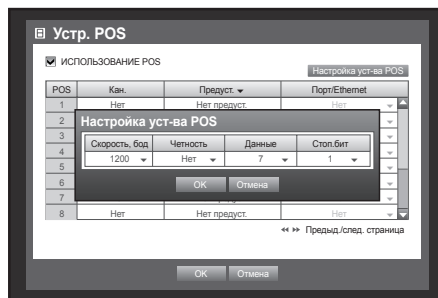 Устр. POS
ИСПОЛЬЗОВАНИЕ POS
Настройка уст-ва POS
POS Кан. Предуст. Порт/Ethernet
1 Нет Нет предуст. Нет
2
Настройка уст-ва POS
3
Скорость, бод Четность Данные Стоп.бит
4
1200 Нет 7 1
5
6
OK Отмена
7
8 Нет Нет предуст. Нет
Предыд./след. страница
OK Отмена